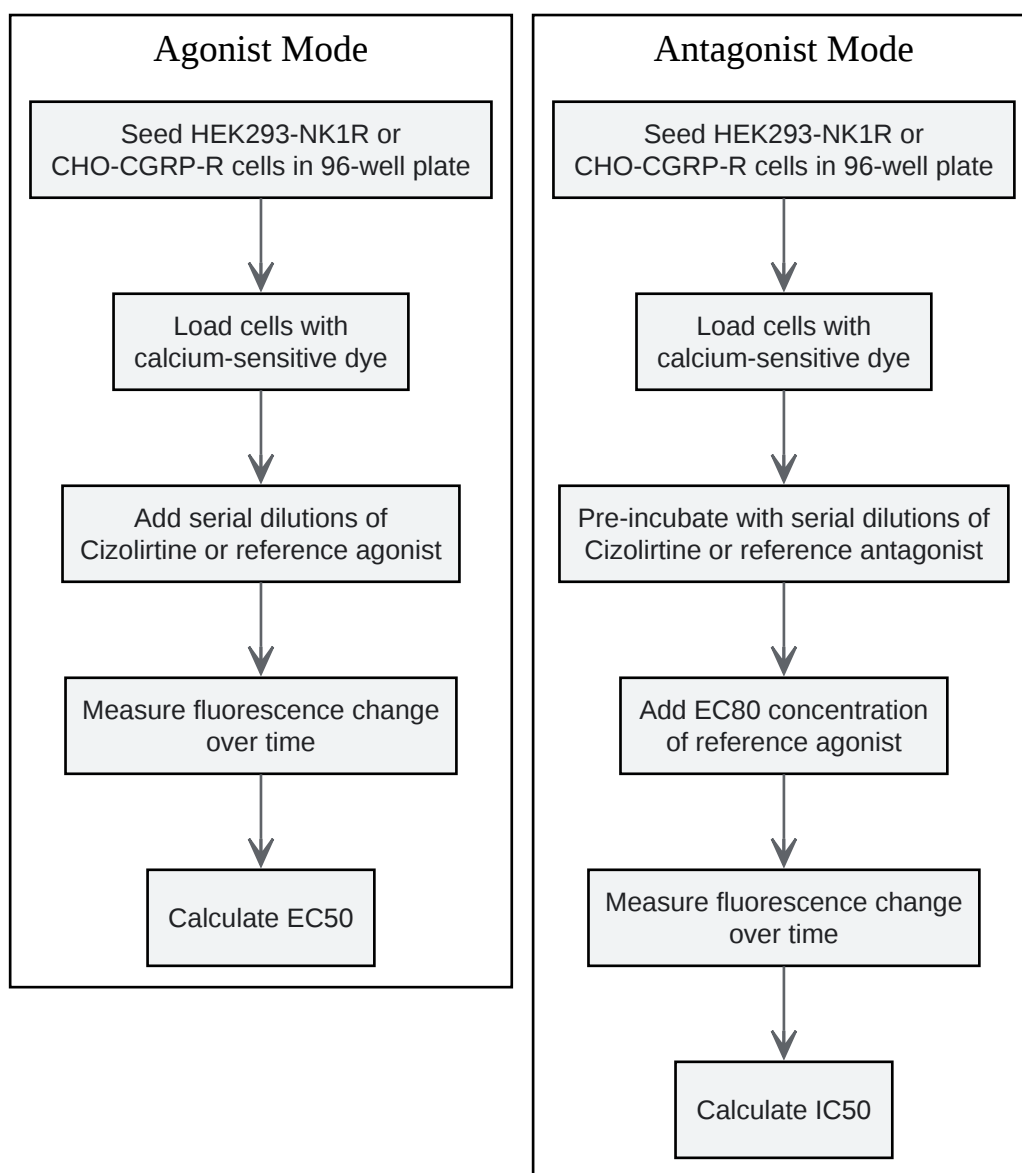 Agonist Mode
Seed HEK293-NK1R or
CHO-CGRP-R cells in 96-well plate
Load cells with
calcium-sensitive dye
Add serial dilutions of
Cizolirtine or reference agonist
Measure fluorescence change
over time
Calculate EC50
Antagonist Mode
Seed HEK293-NK1R or
CHO-CGRP-R cells in 96-well plate
Load cells with
calcium-sensitive dye
Pre-incubate with serial dilutions of
Cizolirtine or reference antagonist
Add EC80 concentration
of reference agonist
Measure fluorescence change
over time
Calculate IC50